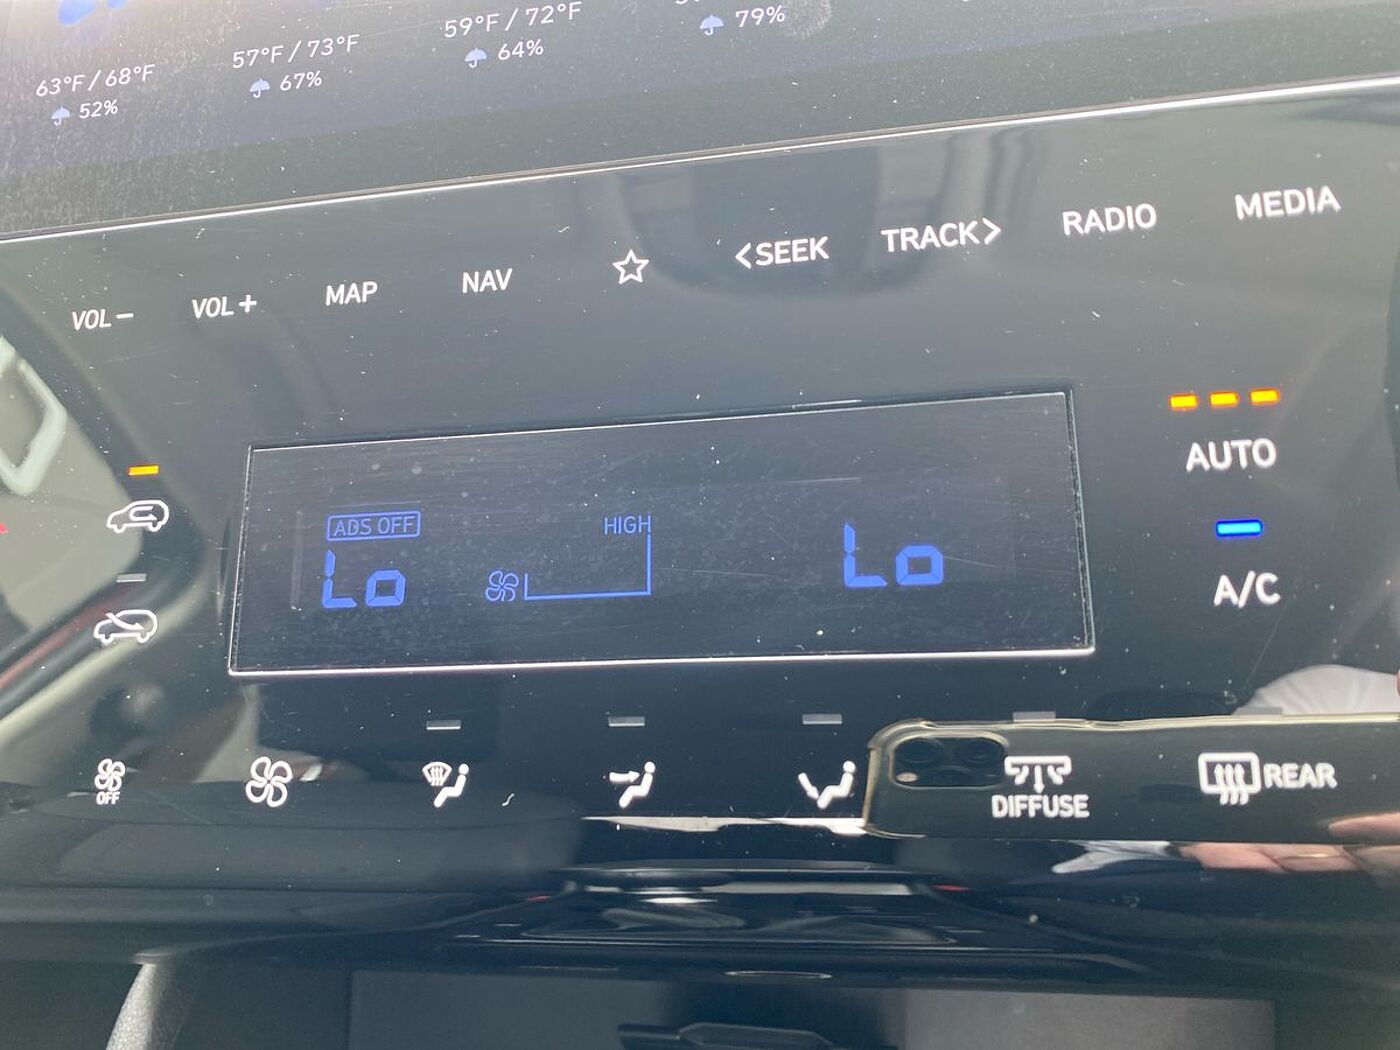 63°F / 68°F
52%
57°F / 73°F
67%
59°F / 72°F
64%
79%
VOL –
VOL +
MAP
NAV
<SEEK
TRACK>
RADIO
MEDIA
ADS OFF
Lo
HIGH
Lo
AUTO
A/C
OFF
DIFFUSE
REAR